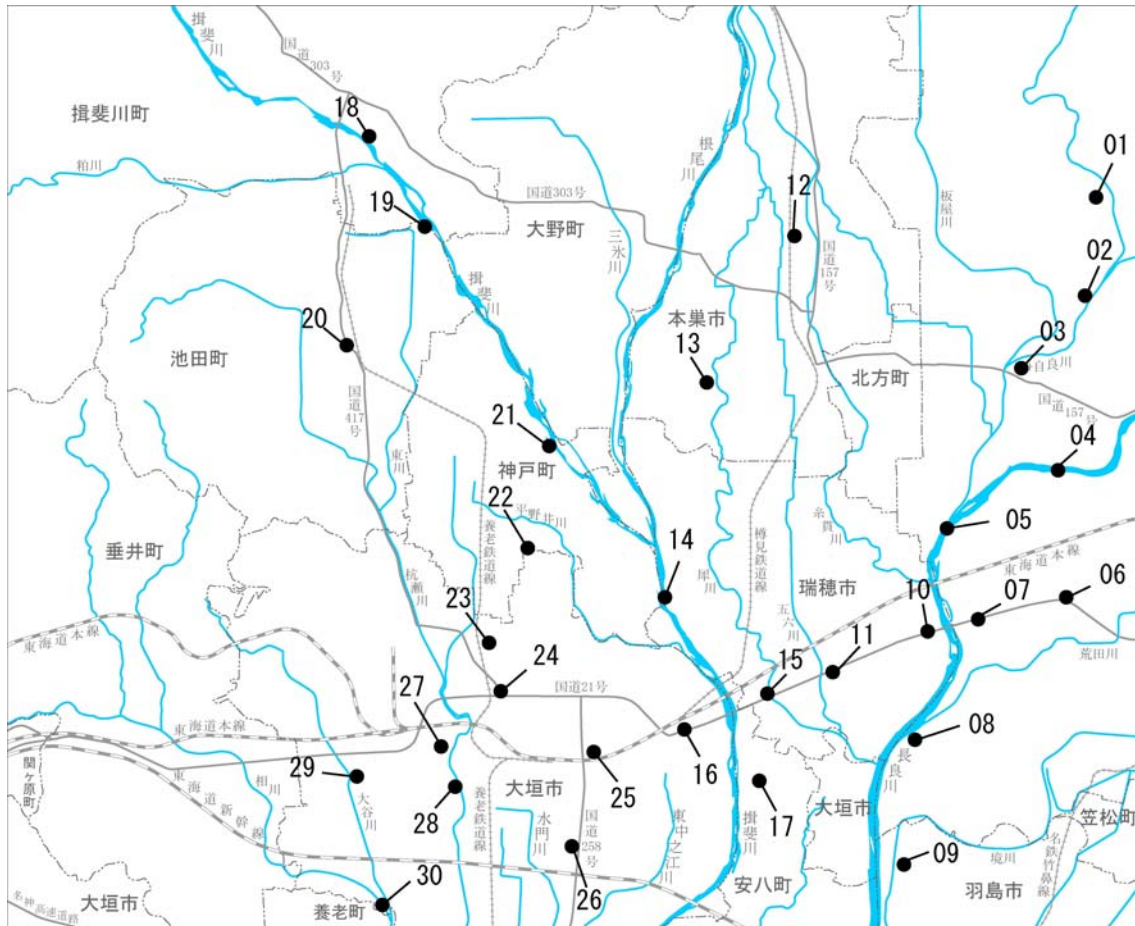 揖斐川
国道303号
揖斐川町
18
根尾川
粕川
板屋川
01
国道303号
12
19
大野町
三水川
国道157号
揖斐川
02
20
本巣市
03
池田町
13
北方町
自良川
国道417号
国道157号
東川
21
04
神戸町
22
平野井川
糸貫川
05
養老鉄道線
垂井町
14
樽見鉄道線
東海道本線
杭瀬川
犀川
瑞穂市
10
07
06
23
五六川
東海道本線
荒田川
24
15
11
国道21号
27
東海道本線
08
関ヶ原町
長良川
29
大垣市
25
16
東海道新幹線
相川
大谷川
28
養老鉄道線
水門川
国道258号
東中之江川
揖斐川
17
大垣市
笠松町
名鉄竹鼻線
境川
09
26
30
安八町
羽島市
大垣市
養老町